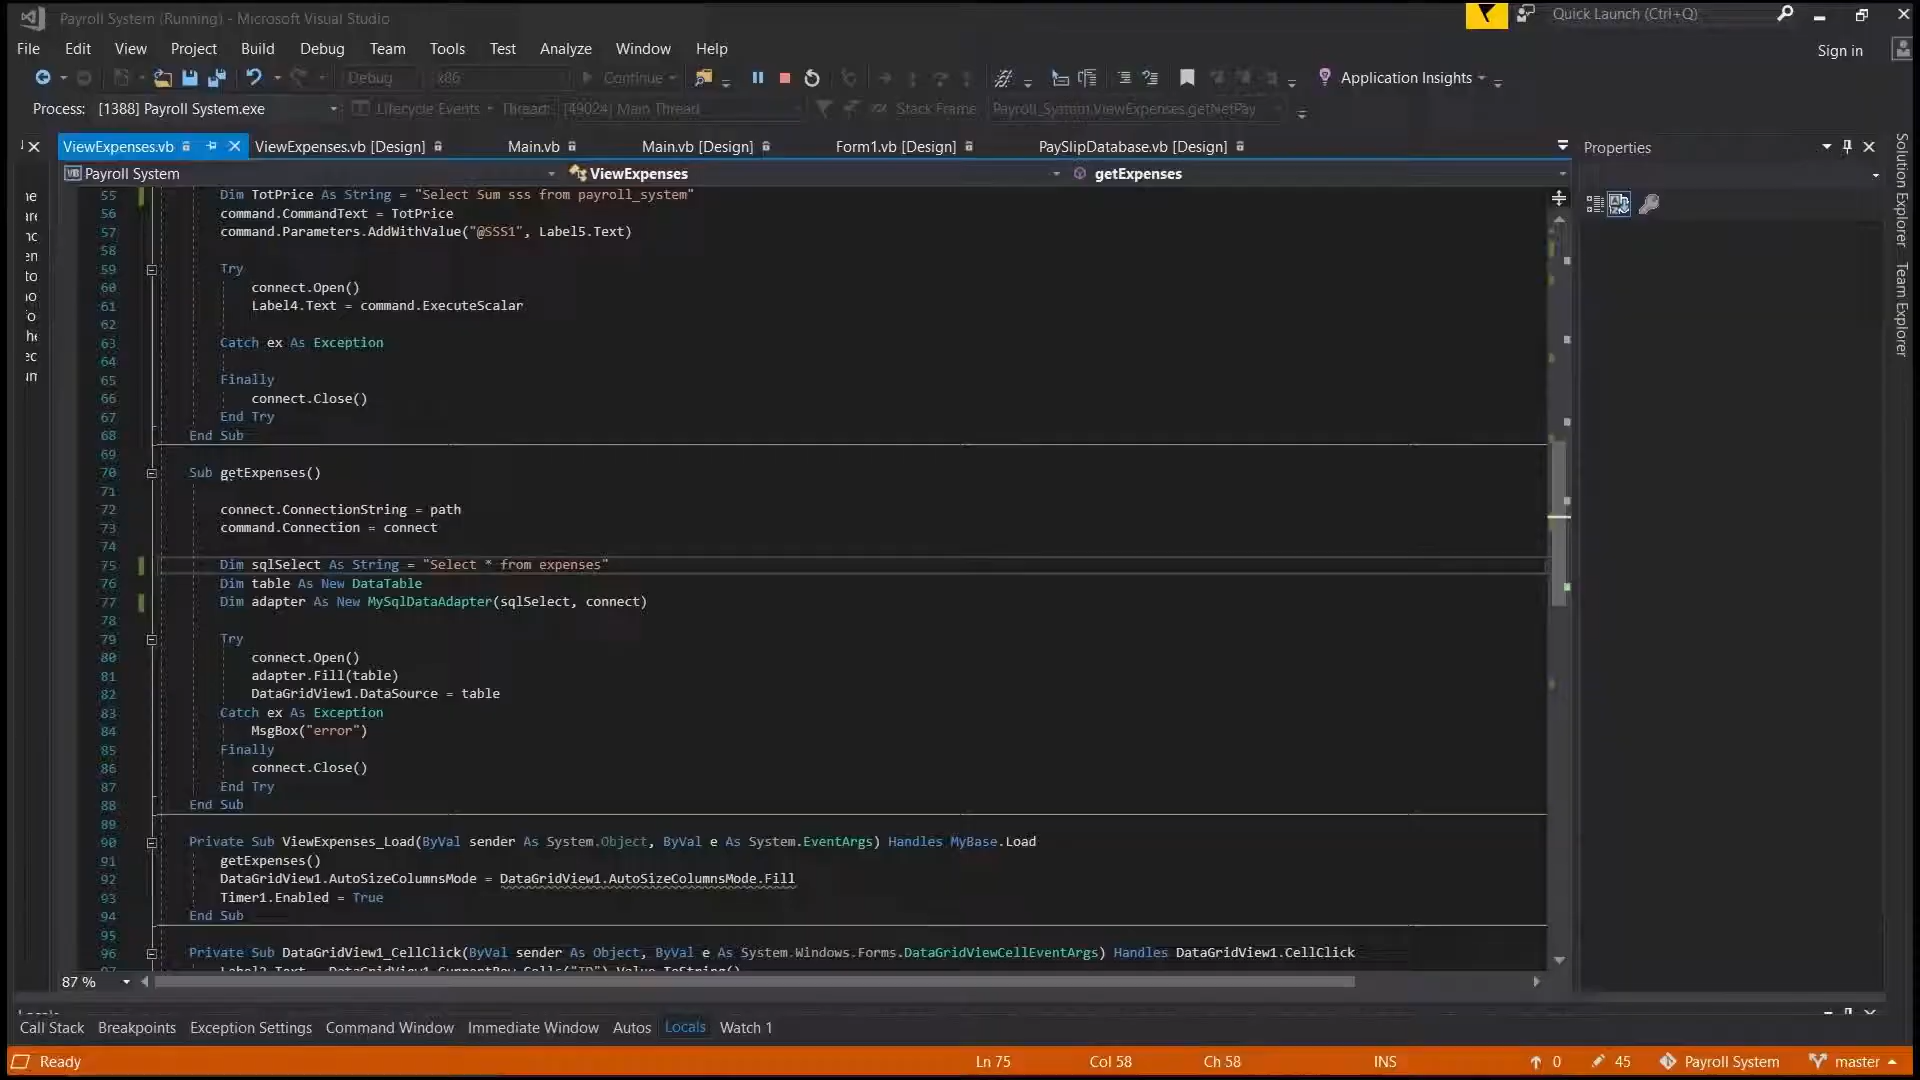 Payroll System (Running) - Microsoft Visual Studio
Quick Launch (Ctrl+Q)
File Edit View Project Build Debug Team Tools Test Analyze Window Help
Sign in
Debug x86 Continue Application Insights
Process: [1388] Payroll System.exe Lifecycle Events Thread: [4902] Main Thread Stack Frame Payroll_System.ViewExpenses.getNetPay
ViewExpenses.vb ViewExpenses.vb [Design] Main.vb Main.vb [Design] Form1.vb [Design] PaySlipDatabase.vb [Design] Properties
Payroll System ViewExpenses getExpenses
Solution Explorer
Team Explorer
55 Dim TotPrice As String = "Select Sum sss from payroll_system"
56 command.CommandText = TotPrice
57 command.Parameters.AddWithValue("@SSS1", Label5.Text)
58
59 Try
60 connect.Open()
61 Label4.Text = command.ExecuteScalar
62
63 Catch ex As Exception
64
65 Finally
66 connect.Close()
67 End Try
68 End Sub
69
70 Sub getExpenses()
71
72 connect.ConnectionString = path
73 command.Connection = connect
74
75 Dim sqlSelect As String = "Select * from expenses"
76 Dim table As New DataTable
77 Dim adapter As New MySqlDataAdapter(sqlSelect, connect)
78
79 Try
80 connect.Open()
81 adapter.Fill(table)
82 DataGridView1.DataSource = table
83 Catch ex As Exception
84 MsgBox("error")
85 Finally
86 connect.Close()
87 End Try
88 End Sub
89
90 Private Sub ViewExpenses_Load(ByVal sender As System.Object, ByVal e As System.EventArgs) Handles MyBase.Load
91 getExpenses()
92 DataGridView1.AutoSizeColumnsMode = DataGridView1.AutoSizeColumnsMode.Fill
93 Timer1.Enabled = True
94 End Sub
95
96 Private Sub DataGridView1_CellClick(ByVal sender As Object, ByVal e As System.Windows.Forms.DataGridViewCellEventArgs) Handles DataGridView1.CellClick
87 %
Call Stack Breakpoints Exception Settings Command Window Immediate Window Autos Locals Watch 1
Ready Ln 75 Col 58 Ch 58 INS 0 45 Payroll System master